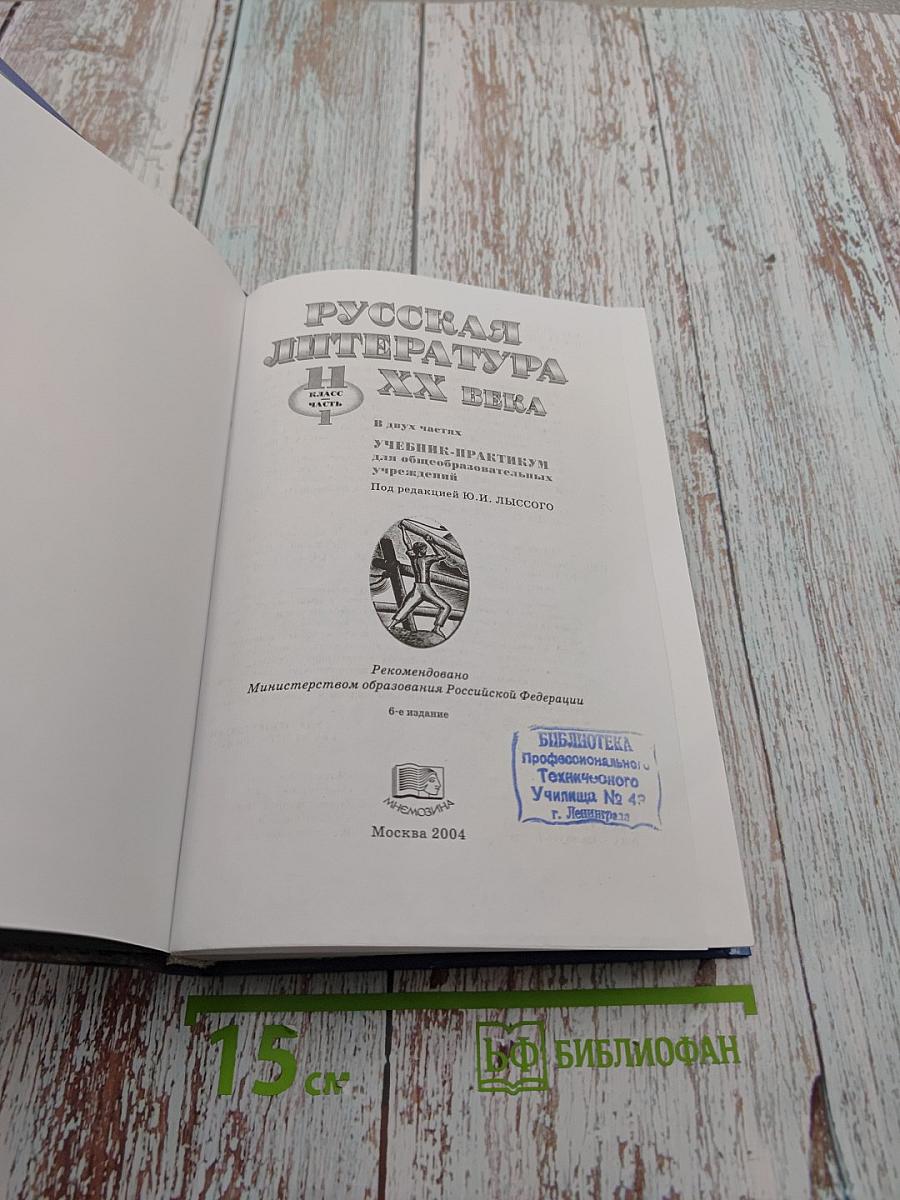 РУССКАЯ
ЛИТЕРАТУРА
XX ВЕКА
11
КЛАСС
ЧАСТЬ
1
В двух частях
УЧЕБНИК-ПРАКТИКУМ
для общеобразовательных
учреждений
Под редакцией Ю.И. ЛЫССОГО
Рекомендовано
Министерством образования Российской Федерации
6-е издание
МНЕМОЗИНА
Москва 2004
БИБЛИОТЕКА
Профессионального
Технического
Училища №
г. Ленинграда
15 см
БФ БИБЛИОФАН